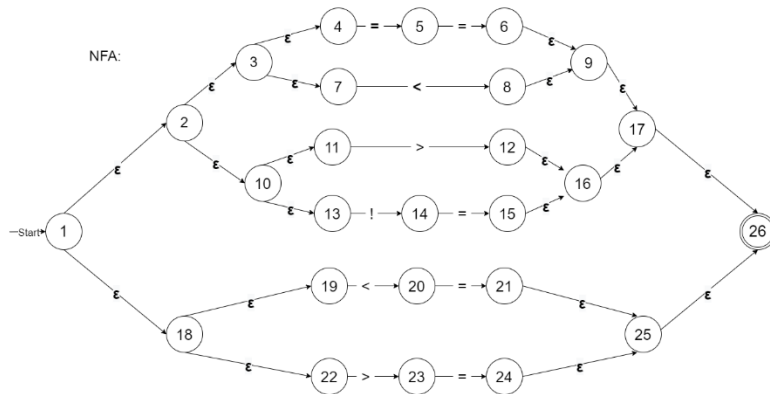 4 = 5 = 6
ε ε
NFA: 3 9
ε 7 < 8 ε
ε ε
2 17
11 > 12
ε ε ε
10 16 ε ε
ε ε 13 ! 14 = 15 ε
Start 1 26
19 < 20 = 21
ε ε ε ε
18 25
ε ε
22 > 23 = 24